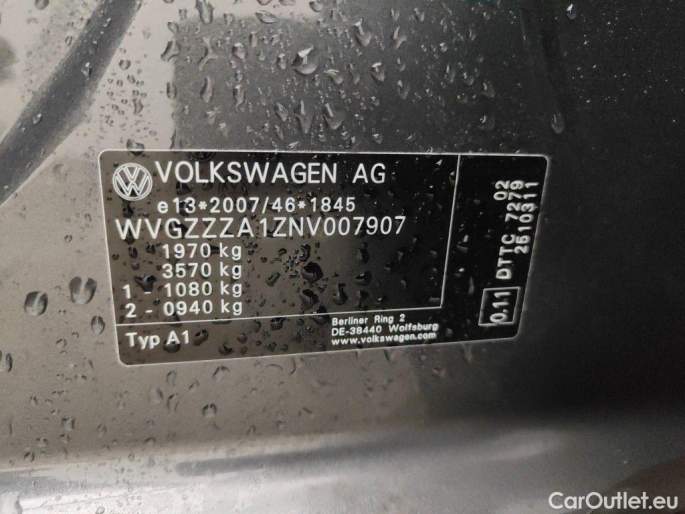 VOLKSWAGEN AG
e13*2007/46*1845
WVGZZZA1ZNV007907
1970 kg
3570 kg
1 - 1080 kg
2 - 0940 kg
Typ A1
Berliner Ring 2
DE-38440 Wolfsburg
www.volkswagen.com
0.11
DTTC 7279 02
2510311
CarOutlet.eu